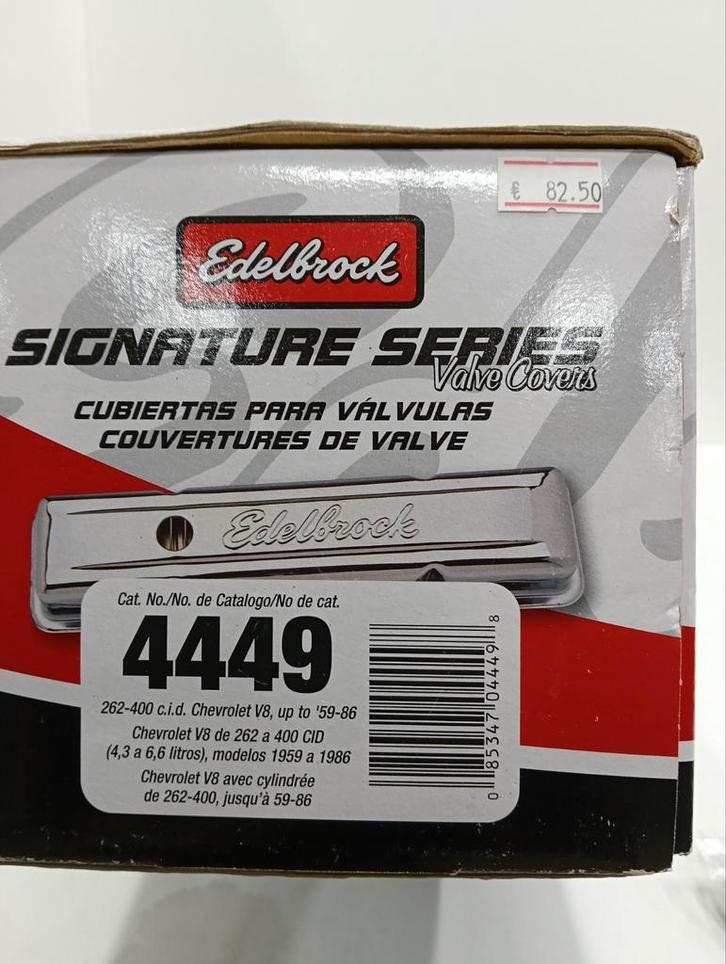 € 82.50
Edelbrock
SIGNATURE SERIES
Valve Covers
CUBIERTAS PARA VÁLVULAS
COUVERTURES DE VALVE
Edelbrock
Cat. No./No. de Catalogo/No de cat.
4449
262-400 c.i.d. Chevrolet V8, up to '59-86
Chevrolet V8 de 262 a 400 CID
(4,3 a 6,6 litros), modelos 1959 a 1986
Chevrolet V8 avec cylindrée
de 262-400, jusqu'à 59-86
0 85347 04449 8